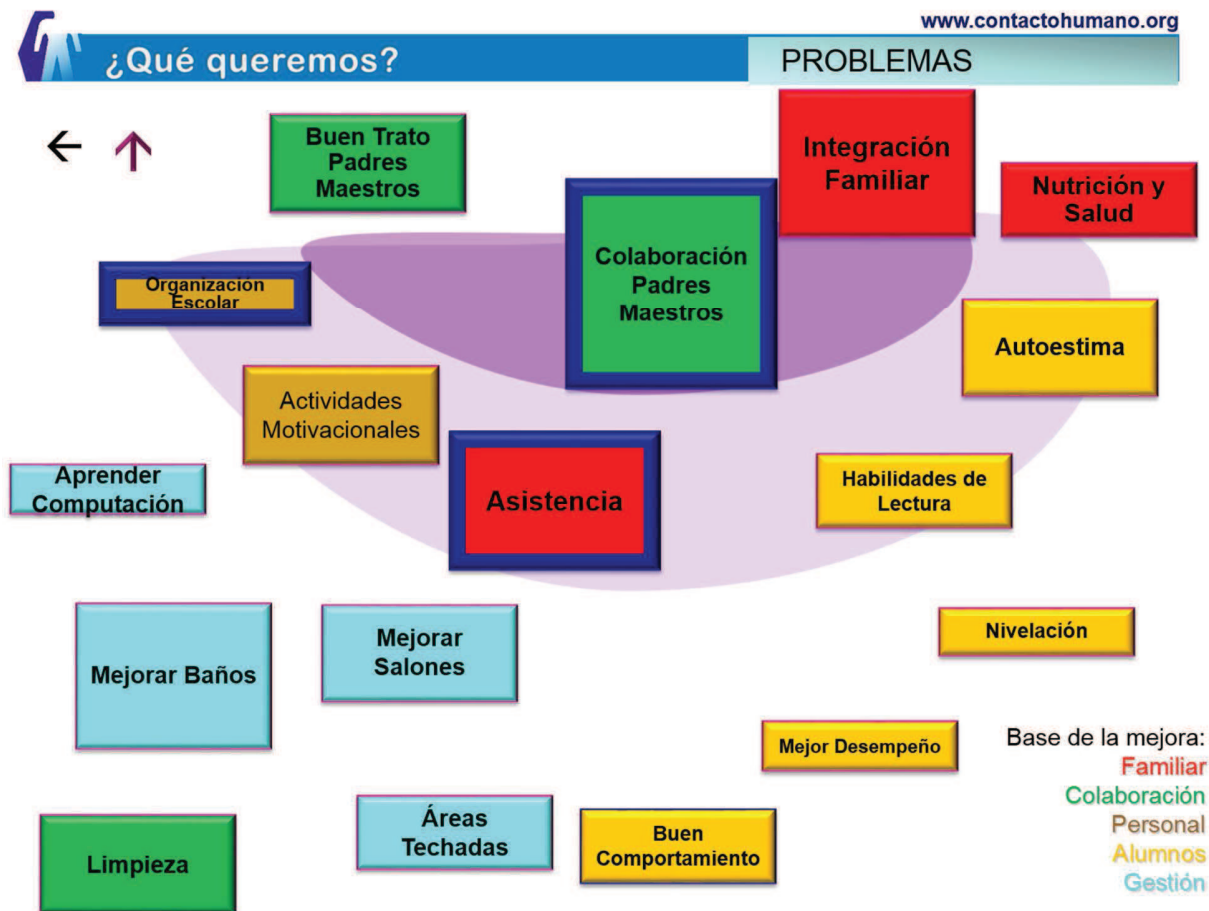 www.contactohumano.org
¿Qué queremos?
PROBLEMAS
Buen Trato
Padres
Maestros
Integración
Familiar
Nutrición y
Salud
Colaboración
Padres
Maestros
Organización
Escolar
Autoestima
Actividades
Motivacionales
Aprender
Computación
Asistencia
Habilidades de
Lectura
Mejorar Baños
Mejorar
Salones
Nivelación
Mejor Desempeño
Limpieza
Áreas
Techadas
Buen
Comportamiento
Base de la mejora:
Familiar
Colaboración
Personal
Alumnos
Gestión